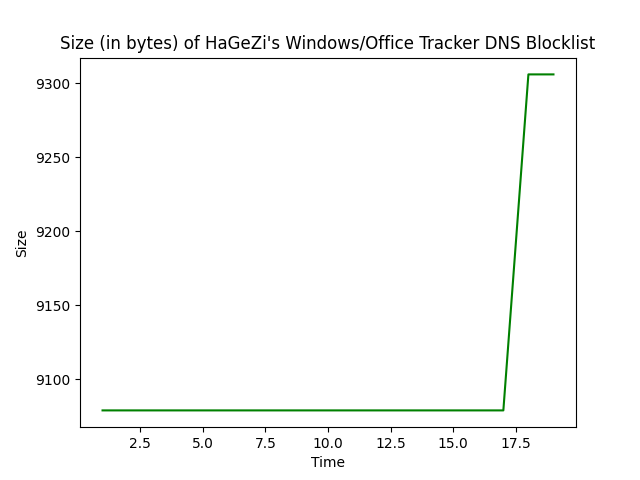 Size (in bytes) of HaGeZi's Windows/Office Tracker DNS Blocklist
9300
9250
9200
9150
9100
Size
2.5 5.0 7.5 10.0 12.5 15.0 17.5
Time